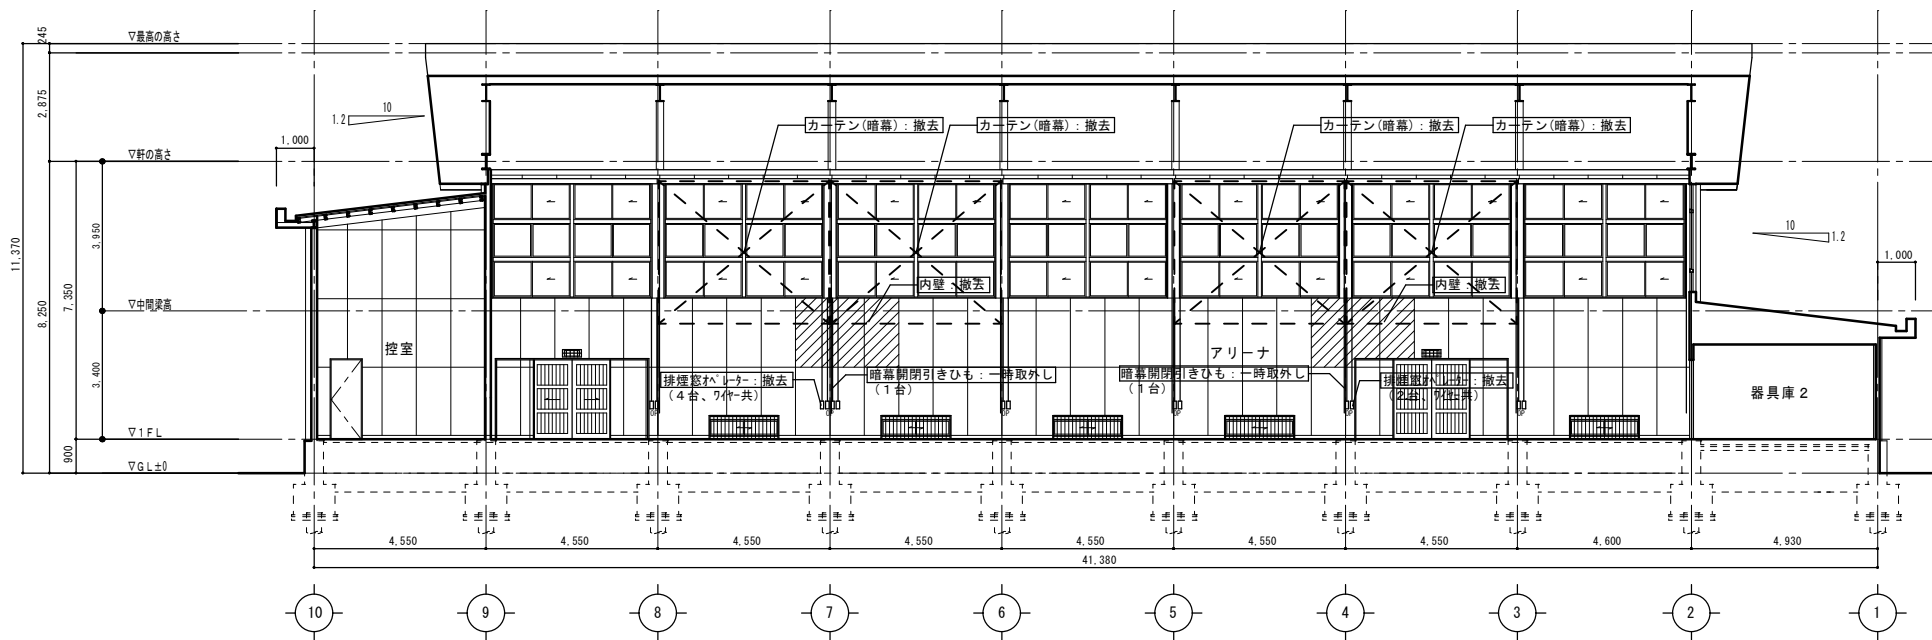 245
▽最高の高さ
2,875
10
1.2
1,000
▽軒の高さ
カーテン(暗幕)：撤去
カーテン(暗幕)：撤去
カーテン(暗幕)：撤去
カーテン(暗幕)：撤去
11,370
8,250
7,350
3,950
10
1.2
1,000
内壁：撤去
内壁：撤去
▽中間梁高
控室
アリーナ
3,400
排煙窓ｵﾍﾟﾚｰﾀｰ：撤去
（４台、ﾜｲﾔｰ共）
暗幕開閉引きひも：一時取外し
（１台）
暗幕開閉引きひも：一時取外し
（１台）
排煙窓ｵﾍﾟﾚｰﾀｰ：撤去
（２台、ﾜｲﾔｰ共）
器具庫２
OP
OP
OP
OP
OP
OP
▽1FL
900
▽GL±0
4,550
4,550
4,550
4,550
4,550
4,550
4,550
4,600
4,930
41,380
10
9
8
7
6
5
4
3
2
1